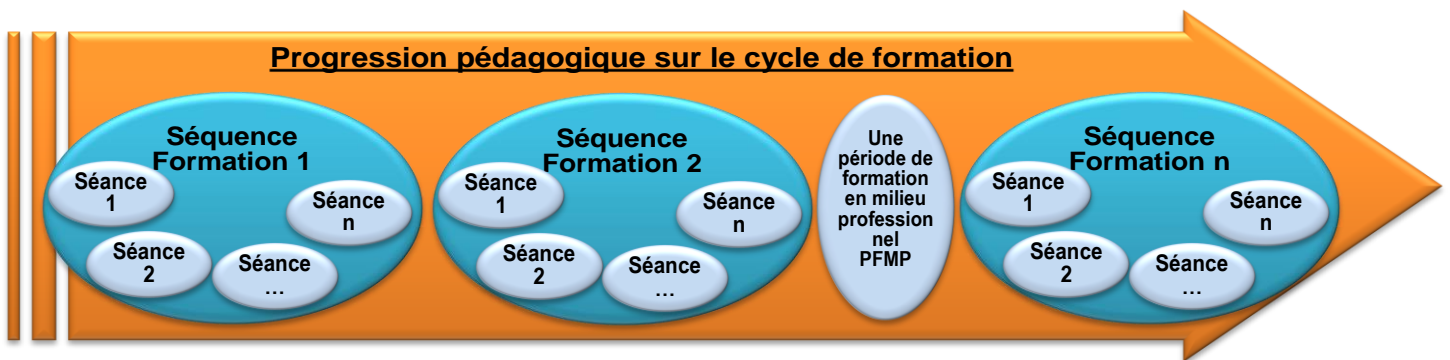 Progression pédagogique sur le cycle de formation
Séquence
Formation 1
Séance
1
Séance
2
Séance
...
Séance
n
Séquence
Formation 2
Séance
1
Séance
2
Séance
...
Séance
n
Une
période de
formation
en milieu
profession
nel
PFMP
Séquence
Formation n
Séance
1
Séance
2
Séance
...
Séance
n